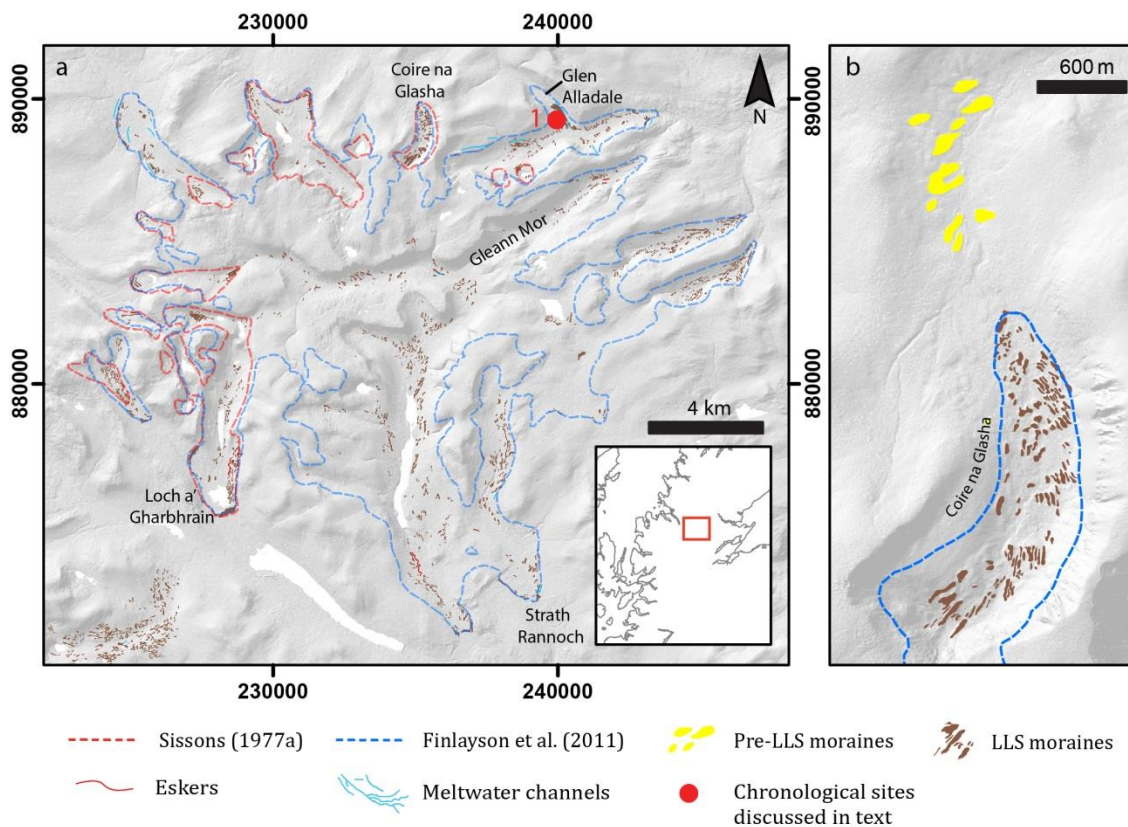 230000
240000
a
Coire na
Glasha
Glen
Alladale
1
N
b
600 m
890000
890000
Gleann Mor
880000
880000
4 km
Coire na Glasha
Loch a'
Gharbhrain
Strath
Rannoch
230000
240000
Sissons (1977a)
Finlayson et al. (2011)
Pre-LLS moraines
LLS moraines
Eskers
Meltwater channels
Chronological sites
discussed in text